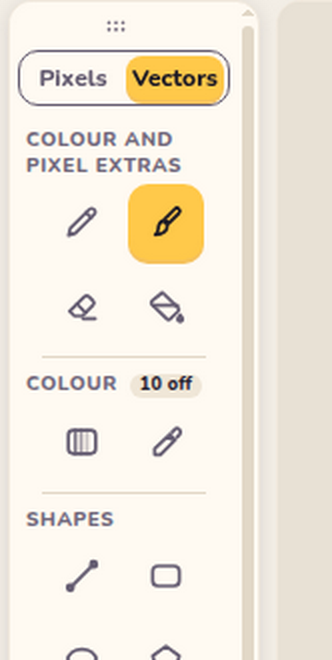 Pixels Vectors
COLOUR AND
PIXEL EXTRAS
COLOUR 10 off
SHAPES